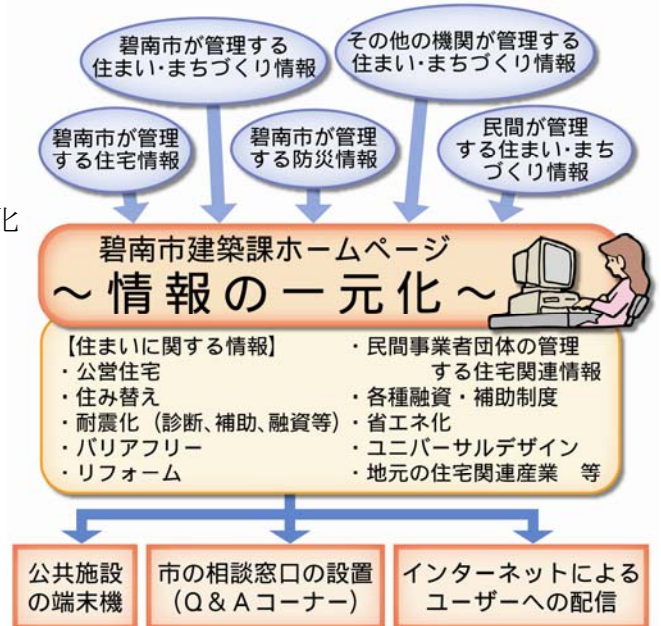 碧南市が管理する
住まい・まちづくり情報
その他の機関が管理する
住まい・まちづくり情報
碧南市が管理
する住宅情報
碧南市が管理
する防災情報
民間が管理
する住まい・まち
づくり情報
化
碧南市建築課ホームページ
～情報の一元化～
【住まいに関する情報】
・公営住宅
・住み替え
・耐震化（診断、補助、融資等）
・バリアフリー
・リフォーム
・民間事業者団体の管理
する住宅関連情報
・各種融資・補助制度
・省エネ化
・ユニバーサルデザイン
・地元の住宅関連産業　等
公共施設
の端末機
市の相談窓口の設置
（Ｑ＆Ａコーナー）
インターネットによる
ユーザーへの配信